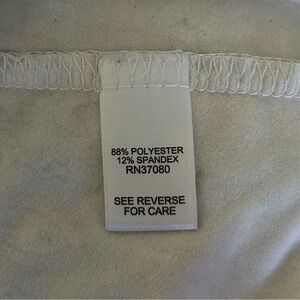 88% POLYESTER
12% SPANDEX
RN37080
SEE REVERSE
FOR CARE